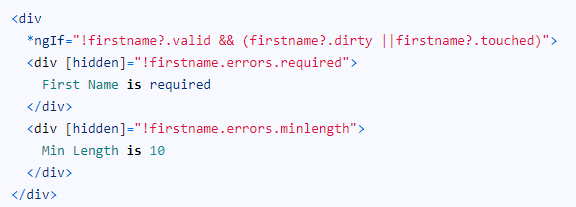 <div
*ngIf="!firstname?.valid && (firstname?.dirty ||firstname?.touched)">
<div [hidden]="!firstname.errors.required">
First Name is required
</div>
<div [hidden]="!firstname.errors.minlength">
Min Length is 10
</div>
</div>